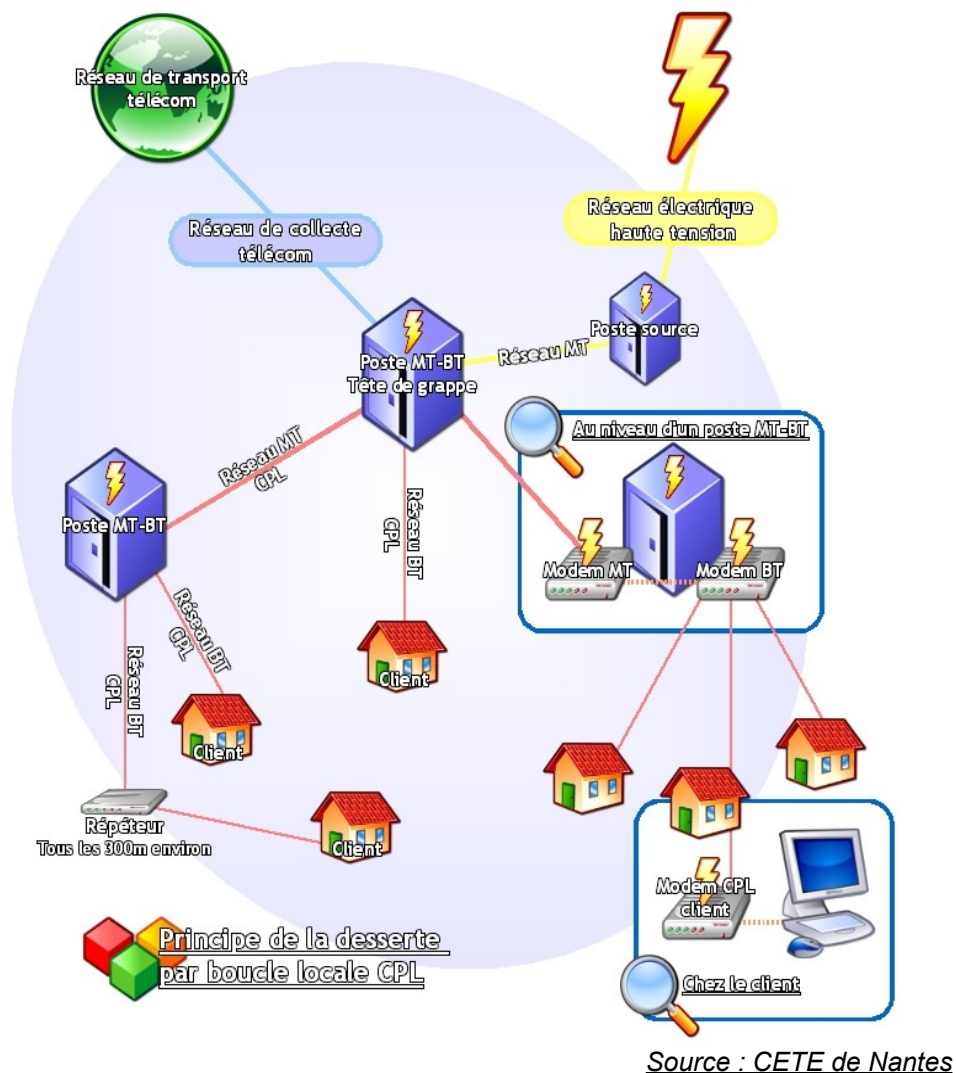 Réseau de transport
télécom
Réseau de collecte
télécom
Réseau électrique
haute tension
Poste source
Réseau MT
Poste MT-BT
Tête de grappe
Au niveau d'un poste MT-BT
Réseau MT
CPL
Poste MT-BT
Réseau BT
CPL
Modem MT
Modem BT
Réseau BT
CPL
Réseau BT
CPL
Client
Client
Répéteur
Tous les 300m environ
Client
Modem CPL
client
Principe de la desserte
par boucle locale CPL
Chez le client
Source : CETE de Nantes